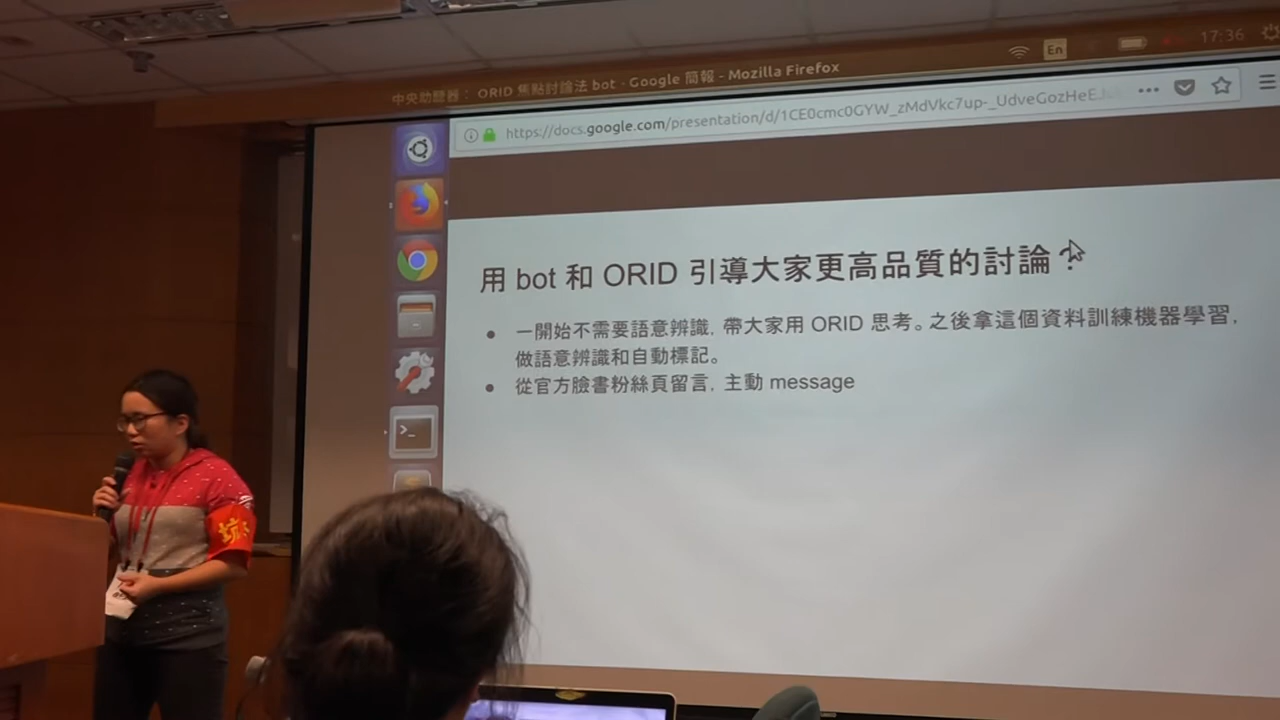 17:36
En
中央助聽器： ORID 焦點討論法 bot - Google 簡報 - Mozilla Firefox
https://docs.google.com/presentation/d/1CE0cmc0GYW_zMdVkc7up-_UdveGozHeE
用 bot 和 ORID 引導大家更高品質的討論？
一開始不需要語意辨識, 帶大家用 ORID 思考。之後拿這個資料訓練機器學習,
做語意辨識和自動標記。
從官方臉書粉絲頁留言, 主動 message
坑